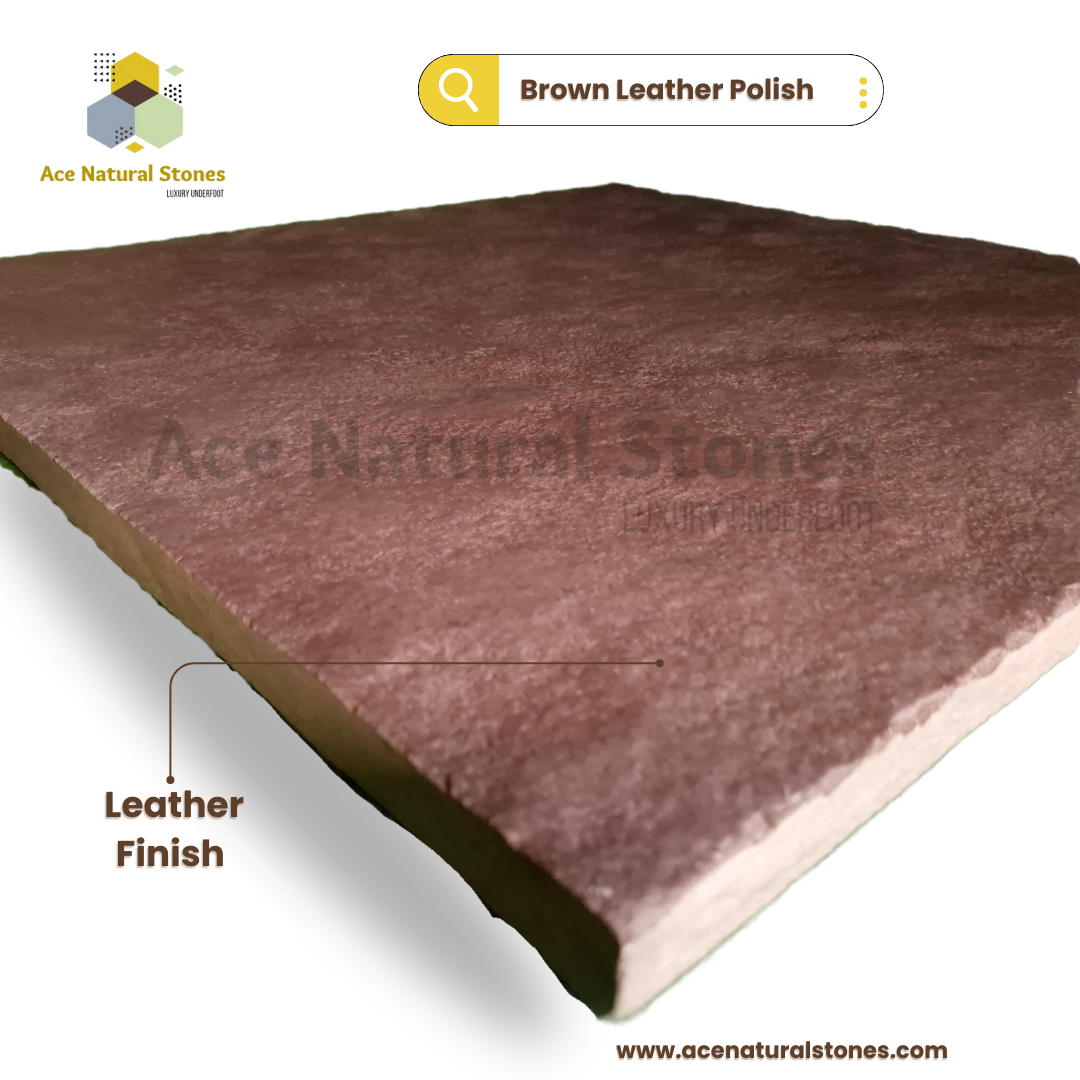 Brown Leather Polish
Ace Natural Stones
LUXURY UNDERFOOT
Ace Natural Stones
LUXURY UNDERFOOT
Leather
Finish
www.acenaturalstones.com